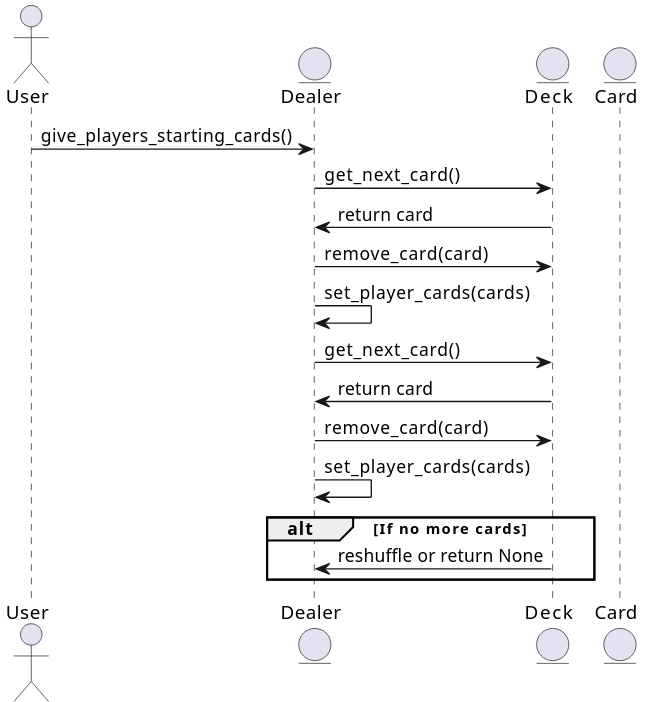 User
Dealer
Deck
Card
give_players_starting_cards()
get_next_card()
return card
remove_card(card)
set_player_cards(cards)
get_next_card()
return card
remove_card(card)
set_player_cards(cards)
alt [If no more cards]
reshuffle or return None
User
Dealer
Deck
Card